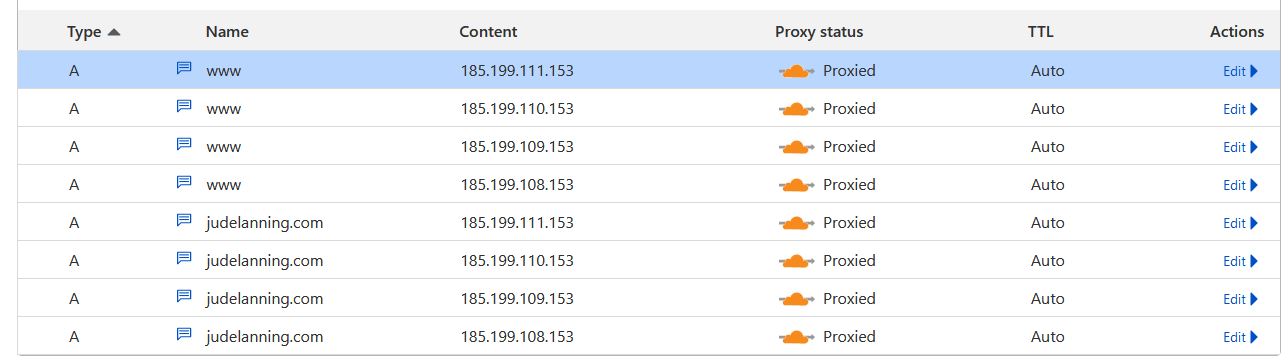 Type Name Content Proxy status TTL Actions
A www 185.199.111.153 Proxied Auto Edit
A www 185.199.110.153 Proxied Auto Edit
A www 185.199.109.153 Proxied Auto Edit
A www 185.199.108.153 Proxied Auto Edit
A judelanning.com 185.199.111.153 Proxied Auto Edit
A judelanning.com 185.199.110.153 Proxied Auto Edit
A judelanning.com 185.199.109.153 Proxied Auto Edit
A judelanning.com 185.199.108.153 Proxied Auto Edit